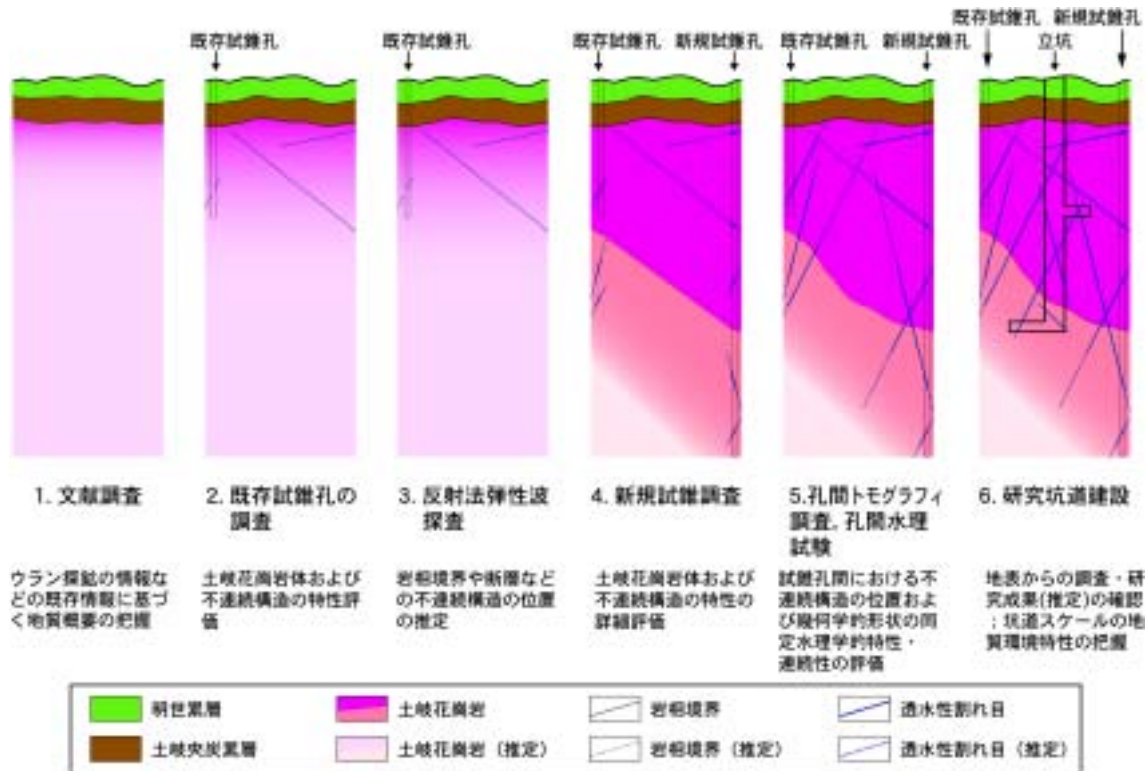 既存試錐孔 新規試錐孔
既存試錐孔
既存試錐孔
既存試錐孔 新規試錐孔
既存試錐孔 新規試錐孔
立坑
1. 文献調査
2. 既存試錐孔の
調査
3. 反射法弾性波
探査
4. 新規試錐調査
5.孔間トモグラフィ
調査, 孔間水理
試験
6. 研究坑道建設
ウラン探鉱の情報な
どの既存情報に基づ
く地質概要の把握
土岐花崗岩体および
不連続構造の特性評
価
岩相境界や断層など
の不連続構造の位置
の推定
土岐花崗岩体および
不連続構造の特性の
詳細評価
試錐孔間における不
連続構造の位置およ
び幾何学的形状の同
定水理学的特性・
連続性の評価
地表からの調査・研
究成果(推定)の確認
；坑道スケールの地
質環境特性の把握
明世累層
土岐花崗岩
岩相境界
透水性割れ目
土岐夾炭累層
土岐花崗岩（推定）
岩相境界（推定）
透水性割れ目（推定）